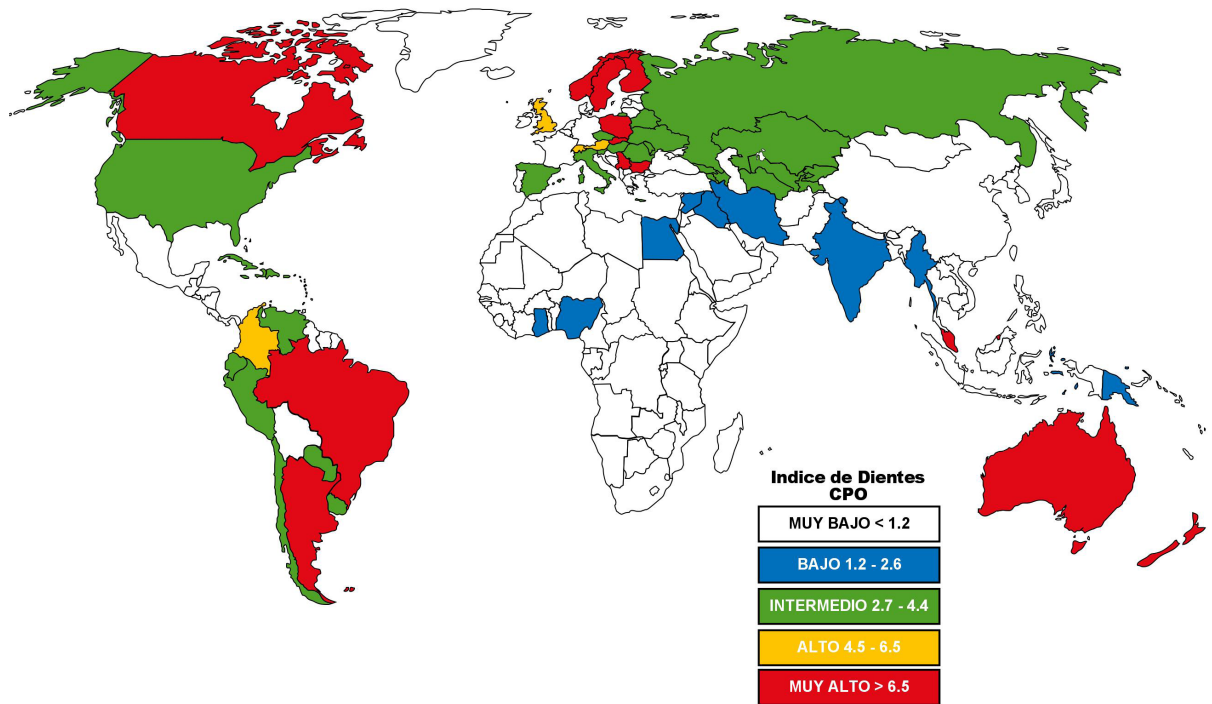 Indice de Dientes
CPO
MUY BAJO < 1.2
BAJO 1.2 - 2.6
INTERMEDIO 2.7 - 4.4
ALTO 4.5 - 6.5
MUY ALTO > 6.5